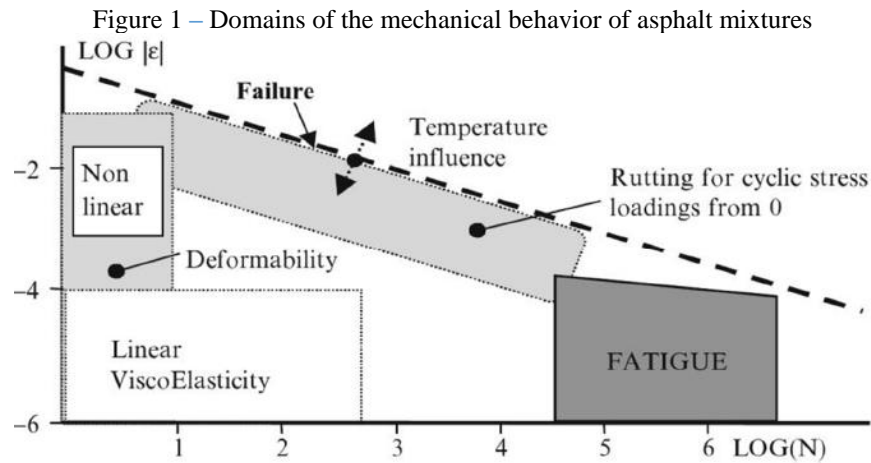 Figure 1 – Domains of the mechanical behavior of asphalt mixtures
LOG |ε|
Failure
Temperature
influence
–2
Non
linear
Rutting for cyclic stress
loadings from 0
Deformability
–4
Linear
ViscoElasticity
FATIGUE
–6
1 2 3 4 5 6 LOG(N)